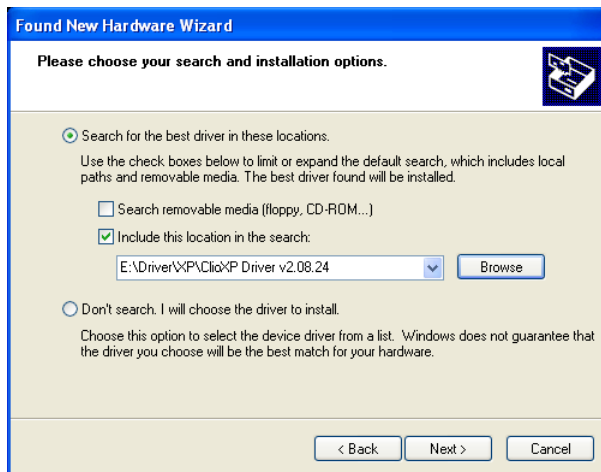 Found New Hardware Wizard
Please choose your search and installation options.
Search for the best driver in these locations.
Use the check boxes below to limit or expand the default search, which includes local
paths and removable media. The best driver found will be installed.
Search removable media (floppy, CD-ROM...)
Include this location in the search:
E:\Driver\XP\ClioXP Driver v2.08.24
Browse
Don't search. I will choose the driver to install.
Choose this option to select the device driver from a list. Windows does not guarantee that
the driver you choose will be the best match for your hardware.
< Back
Next >
Cancel